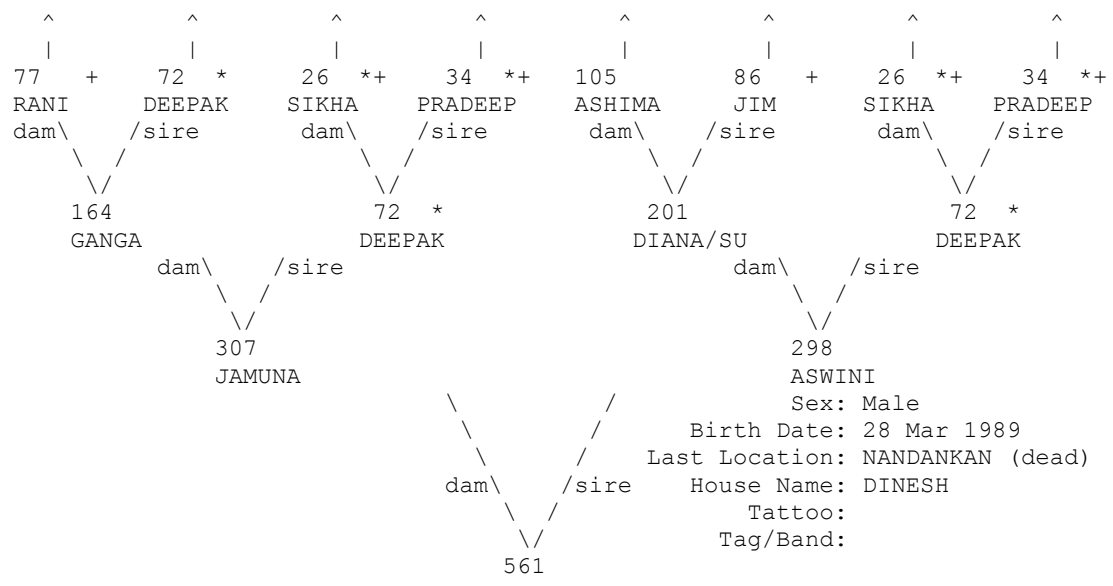 ^ ^ ^ ^ ^ ^ ^ ^
| | | | | | | |
77 + 72 * 26 *+ 34 *+ 105 86 + 26 *+ 34 *+
RANI DEEPAK SIKHA PRADEEP ASHIMA JIM SIKHA PRADEEP
dam\ /sire dam\ /sire dam\ /sire dam\ /sire
\ / \ / \ / \ /
\/ \/ \/ \/
164 72 * 201 72 *
GANGA DEEPAK DIANA/SU DEEPAK
dam\ /sire dam\ /sire
\ / \ /
\/ \/
307 298
JAMUNA ASWINI
\ / Sex: Male
\ / Birth Date: 28 Mar 1989
\ / Last Location: NANDANKAN (dead)
dam\ /sire House Name: DINESH
\ / Tattoo:
\/ Tag/Band:
561